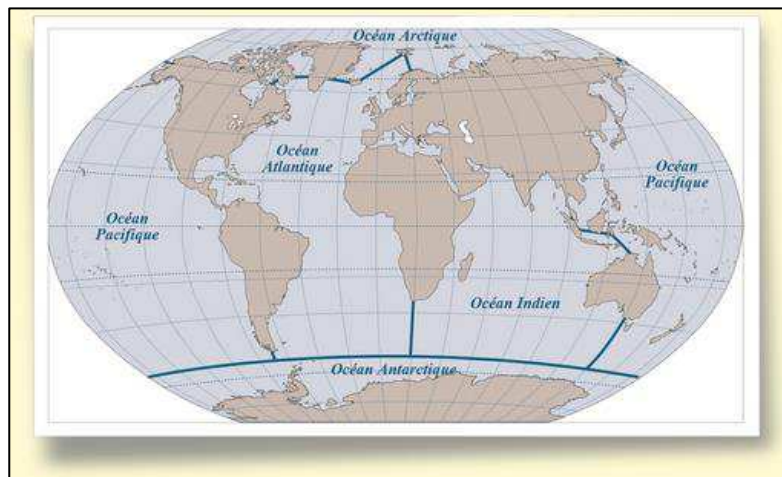 Océan Arctique
Océan
Atlantique
Océan
Pacifique
Océan
Pacifique
Océan Indien
Océan Antarctique